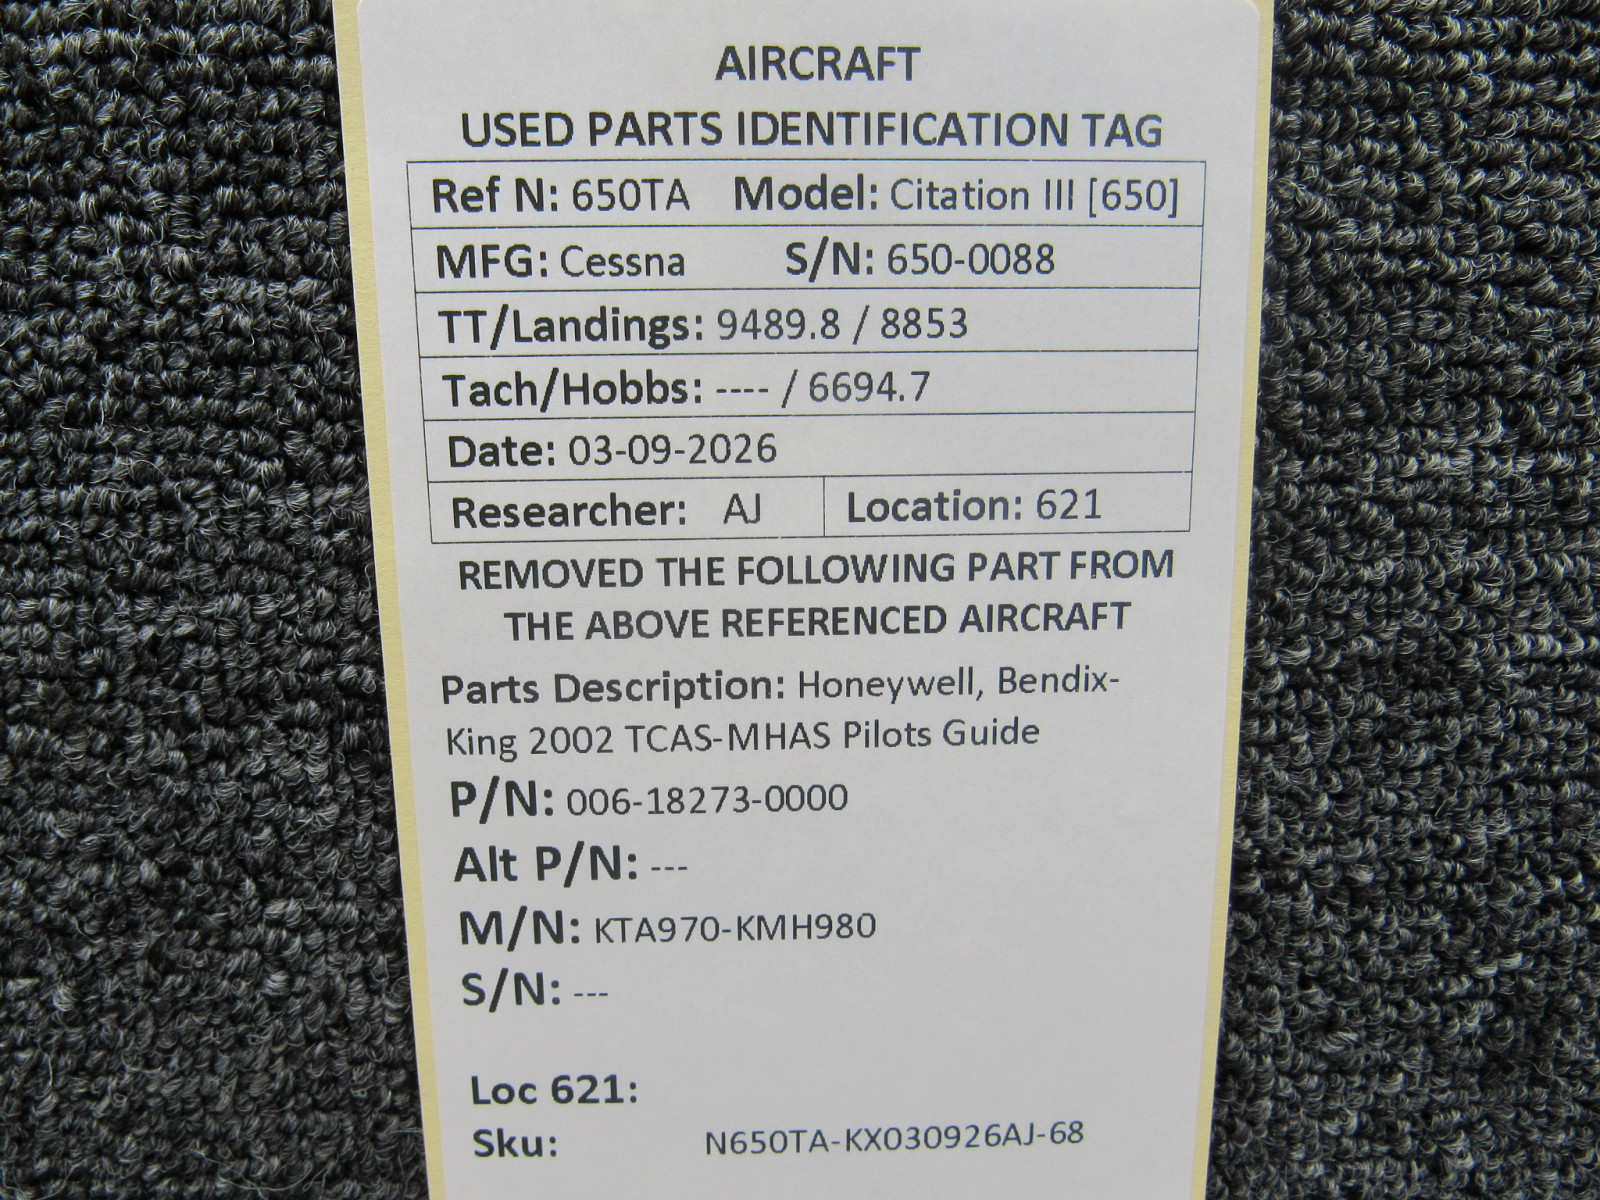 AIRCRAFT
USED PARTS IDENTIFICATION TAG
Ref N: 650TA Model: Citation III [650]
MFG: Cessna S/N: 650-0088
TT/Landings: 9489.8 / 8853
Tach/Hobbs: ---- / 6694.7
Date: 03-09-2026
Researcher: AJ Location: 621
REMOVED THE FOLLOWING PART FROM
THE ABOVE REFERENCED AIRCRAFT
Parts Description: Honeywell, Bendix-
King 2002 TCAS-MHAS Pilots Guide
P/N: 006-18273-0000
Alt P/N: ---
M/N: KTA970-KMH980
S/N: ---
Loc 621:
Sku: N650TA-KX030926AJ-68